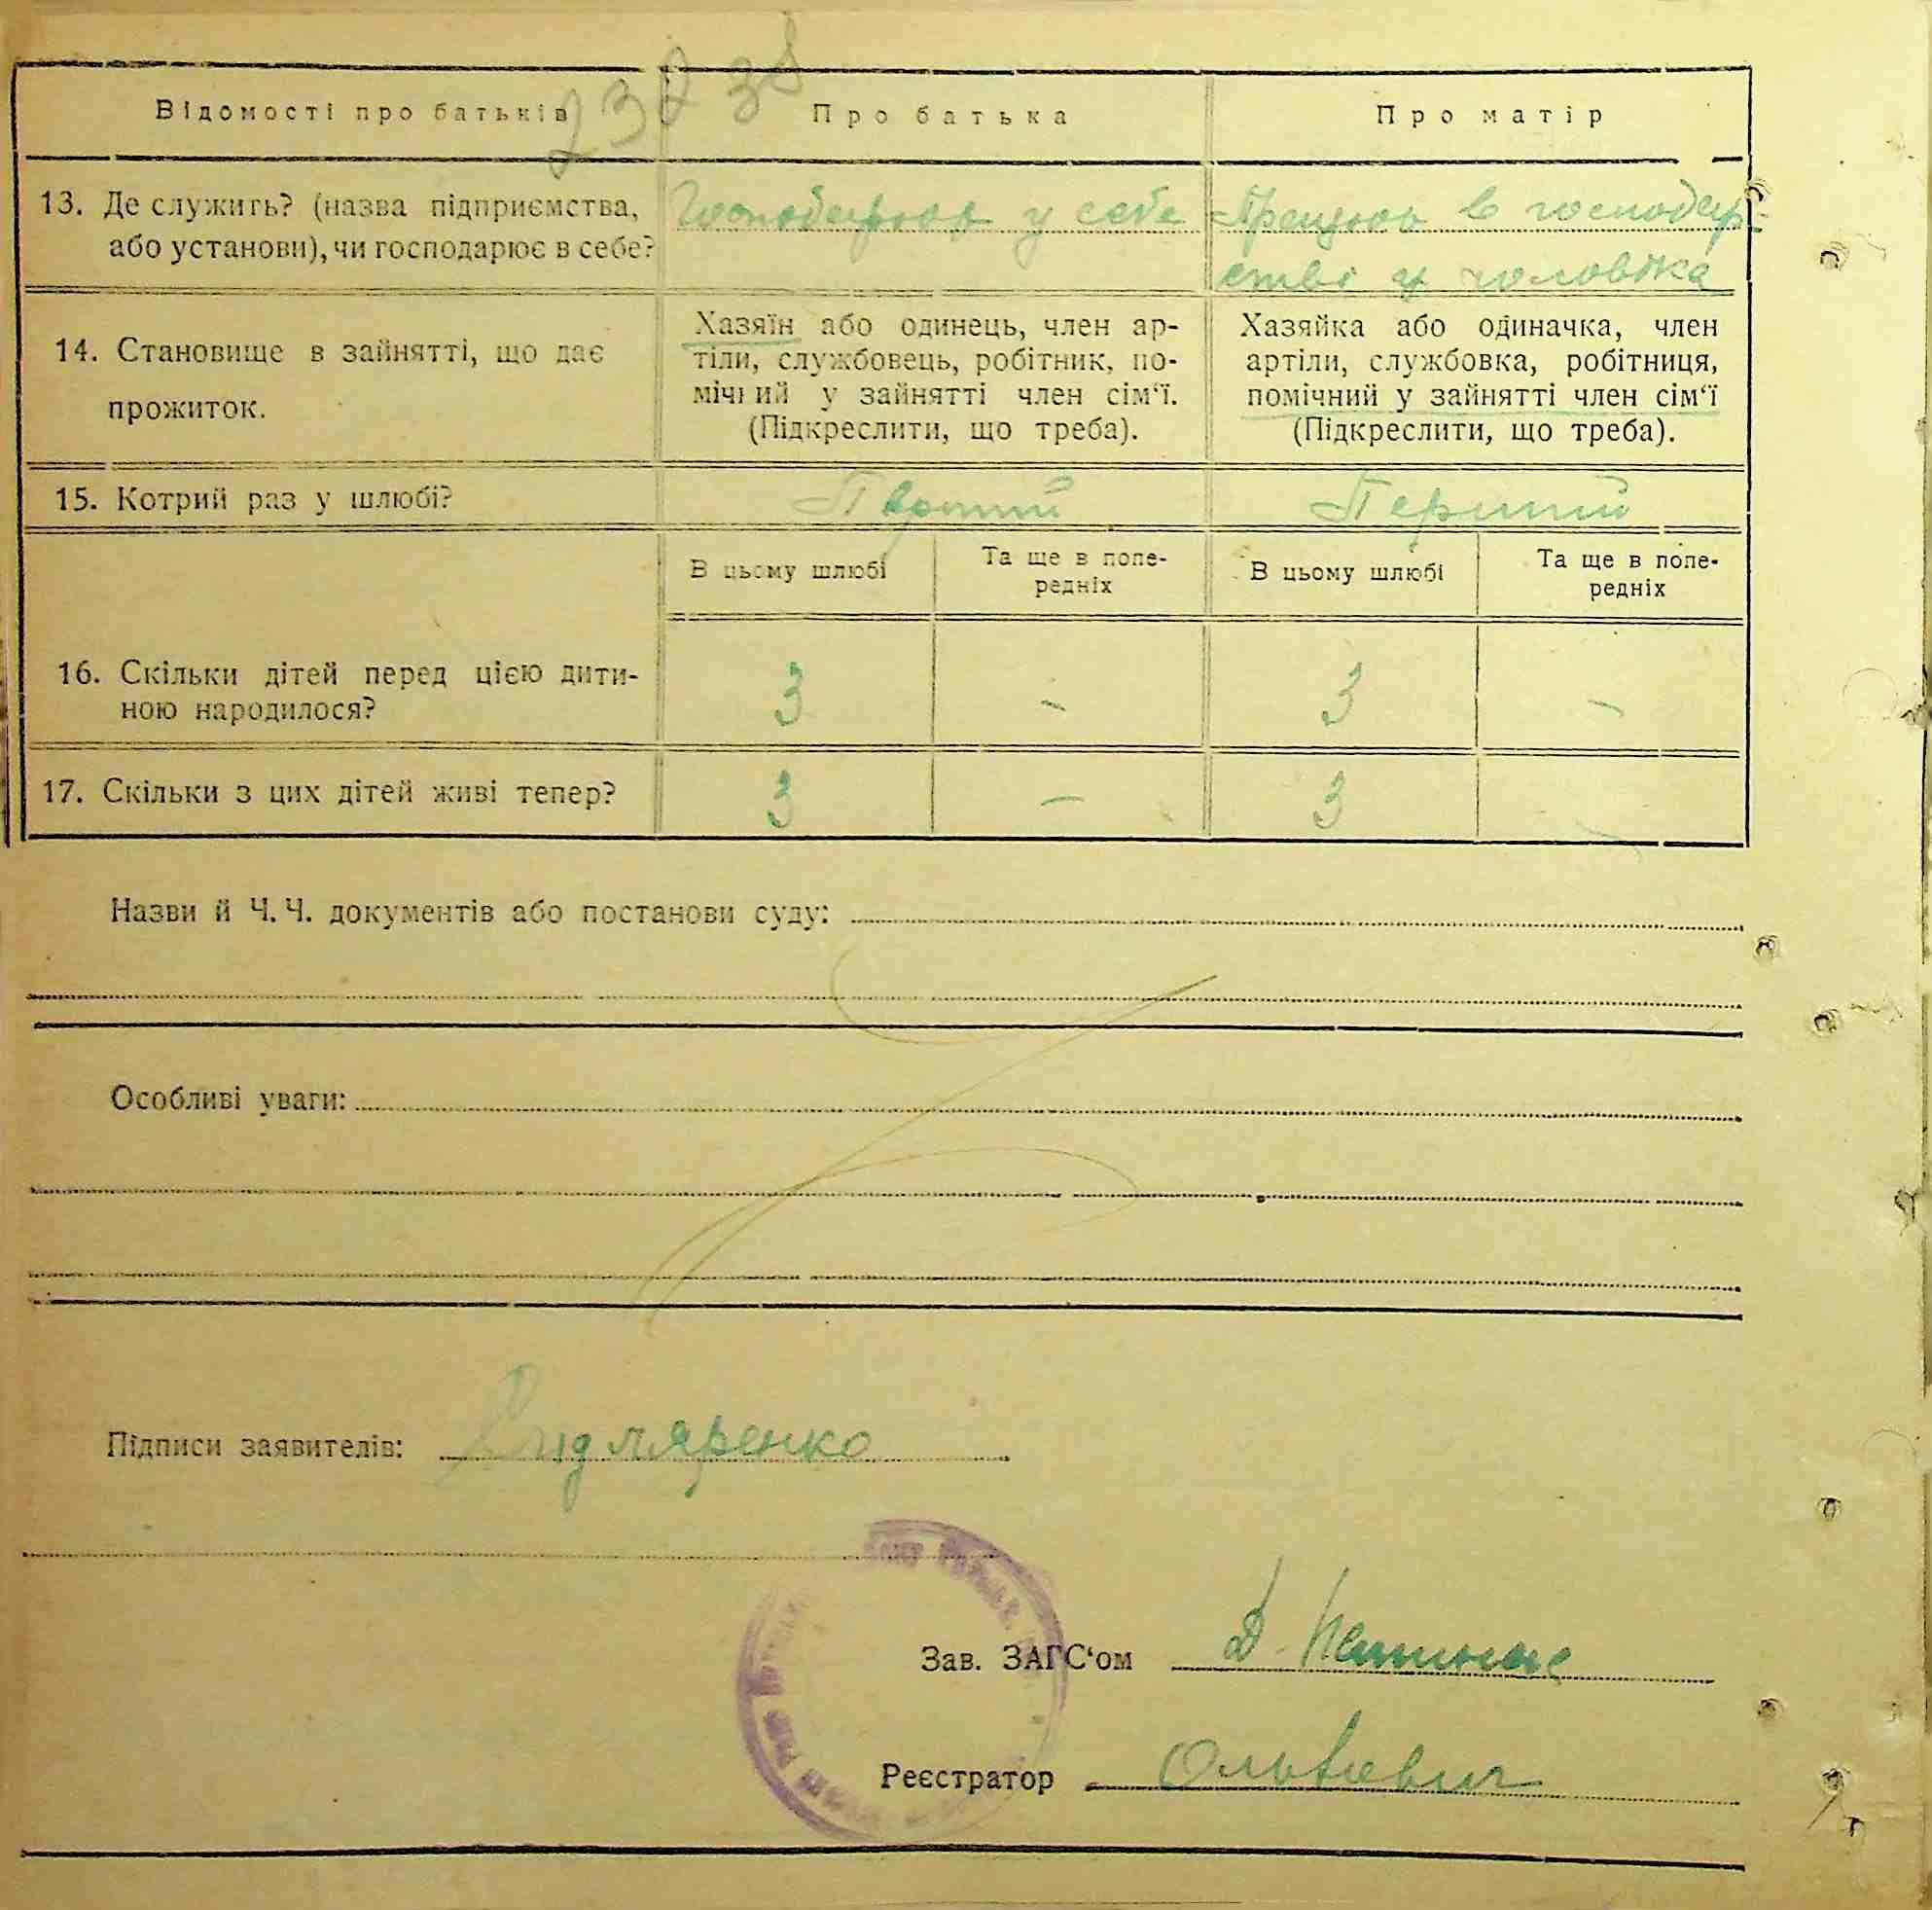 Відомості про батьків
Про батька
Про матір
13. Де служить? (назва підприємства,
або установи), чи господарює в себе?
Господарює у себе
Працює в господар-
стві у чоловіка
14. Становище в зайнятті, що дає
прожиток.
Хазяїн або одинець, член ар-
тіли, службовець, робітник, по-
мічний у зайнятті член сім‘ї.
(Підкреслити, що треба).
Хазяйка або одиначка, член
артіли, службовка, робітниця,
помічний у зайнятті член сім‘ї
(Підкреслити, що треба).
15. Котрий раз у шлюбі?
Перший
Перший
В цьому шлюбі
Та ще в попе-
редніх
В цьому шлюбі
Та ще в попе-
редніх
16. Скільки дітей перед цією дити-
ною народилося?
3 - 3 -
17. Скільки з цих дітей живі тепер?
3 - 3 -
Назви й Ч. Ч. документів або постанови суду:
Особливі уваги:
Підписи заявителів:
Зав. ЗАГС‘ом
Реєстратор